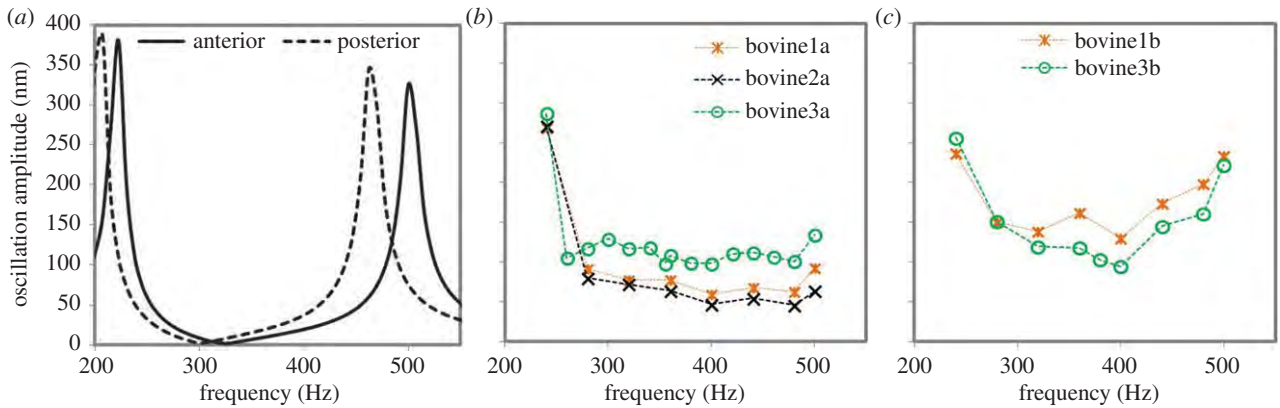 (a)
400
350
300
250
200
150
100
50
0
oscillation amplitude (nm)
anterior
posterior
200
300
400
500
frequency (Hz)
(b)
bovine1a
bovine2a
bovine3a
200
300
400
500
frequency (Hz)
(c)
bovine1b
bovine3b
200
300
400
500
frequency (Hz)